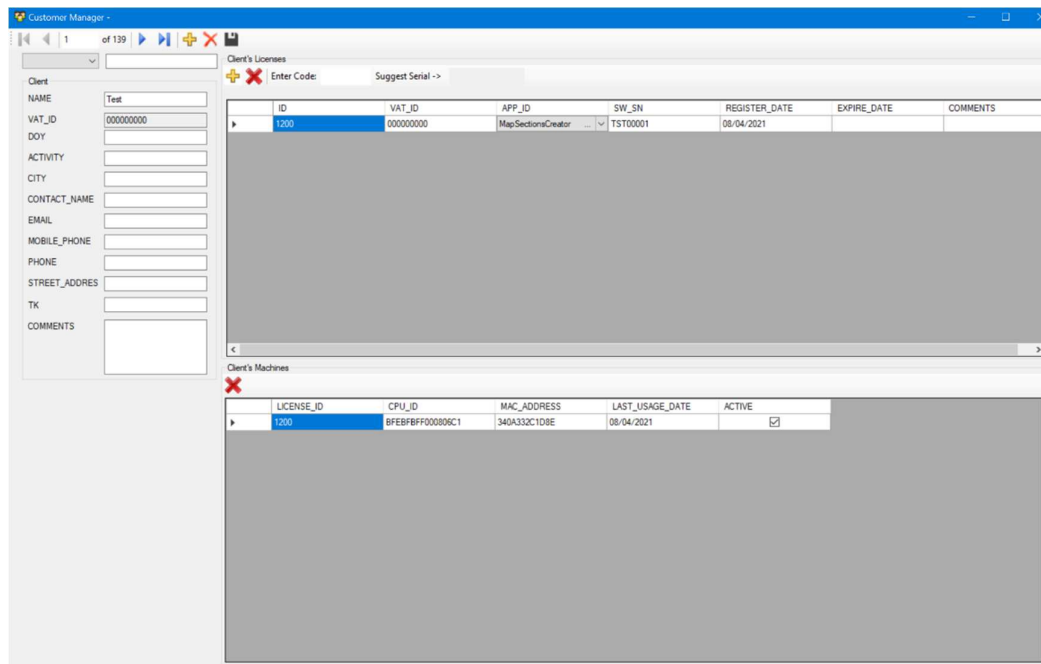 Customer Manager -
1 of 139
Client's Licenses
Enter Code: Suggest Serial ->
Client
NAME Test
VAT_ID 000000000
DOY
ACTIVITY
CITY
CONTACT_NAME
EMAIL
MOBILE_PHONE
PHONE
STREET_ADDRES
TK
COMMENTS
ID VAT_ID APP_ID SW_SN REGISTER_DATE EXPIRE_DATE COMMENTS
1200 000000000 MapSectionsCreator ... TST00001 08/04/2021
Client's Machines
LICENSE_ID CPU_ID MAC_ADDRESS LAST_USAGE_DATE ACTIVE
1200 BFEBFBFF000806C1 340A332C1D8E 08/04/2021